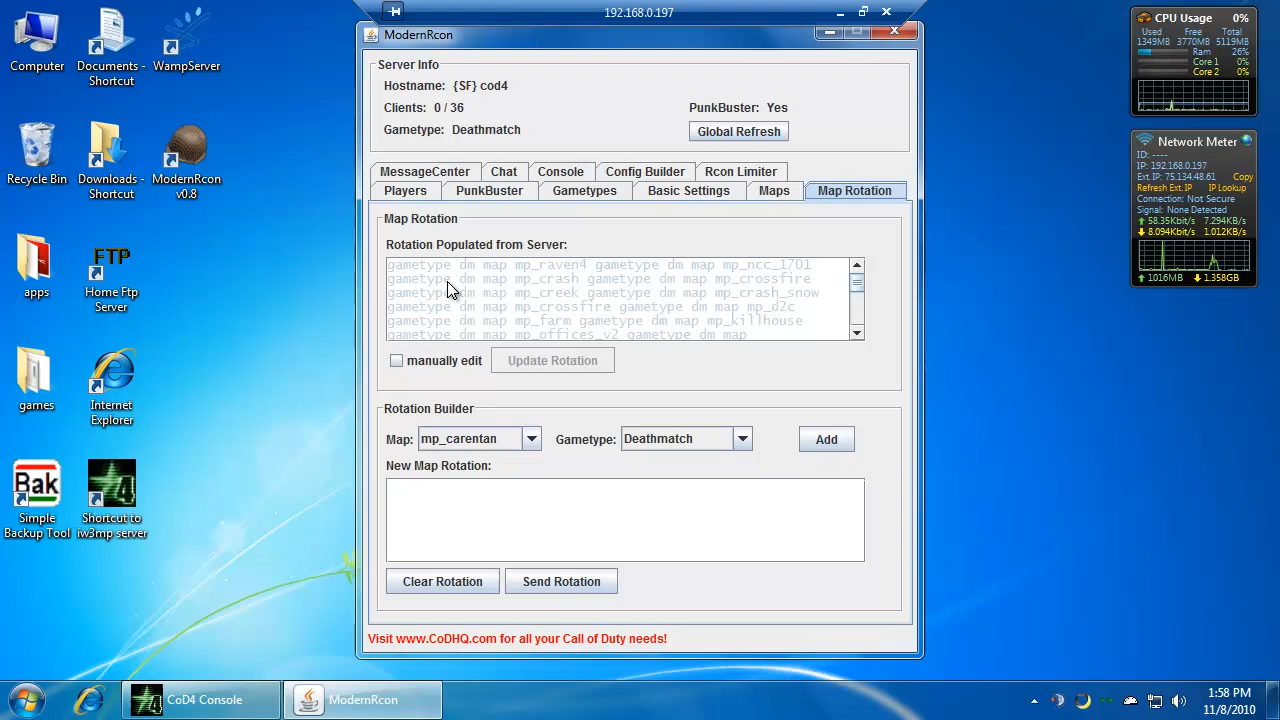 192.168.0.197
ModernRcon
Server Info
Hostname: {SF} cod4
Clients: 0 / 36
PunkBuster: Yes
Gametype: Deathmatch
Global Refresh
MessageCenter
Chat
Console
Config Builder
Rcon Limiter
Players
PunkBuster
Gametypes
Basic Settings
Maps
Map Rotation
Map Rotation
Rotation Populated from Server:
gametype dm map mp_raven4 gametype dm map mp_ncc_1701
gametype dm map mp_crash gametype dm map mp_crossfire
gametype dm map mp_creek gametype dm map mp_crash_snow
gametype dm map mp_crossfire gametype dm map mp_d2c
gametype dm map mp_farm gametype dm map mp_killhouse
gametype dm map mp_offices_v2 gametype dm map
manually edit
Update Rotation
Rotation Builder
Map: mp_carentan
Gametype: Deathmatch
Add
New Map Rotation:
Clear Rotation
Send Rotation
Visit www.CoDHQ.com for all your Call of Duty needs!
Computer
Documents - Shortcut
WampServer
Recycle Bin
Downloads - Shortcut
ModernRcon v0.8
apps
FTP
Home Ftp Server
games
Internet Explorer
Bak
Simple Backup Tool
4
Shortcut to iw3mp server
CPU Usage 0%
Used Free Total
1349MB 3770MB 5119MB
Ram 26%
Core 1 0%
Core 2 0%
Network Meter
ID: ----
IP: 192.168.0.197
Ext.IP: 75.134.48.61 Copy
Refresh Ext.IP IP Lookup
Connection: Not Secure
Signal: None Detected
58.35Kbit/s 7.294KB/s
8.094Kbit/s 1.012KB/s
1016MB 1.358GB
CoD4 Console
ModernRcon
1:58 PM
11/8/2010